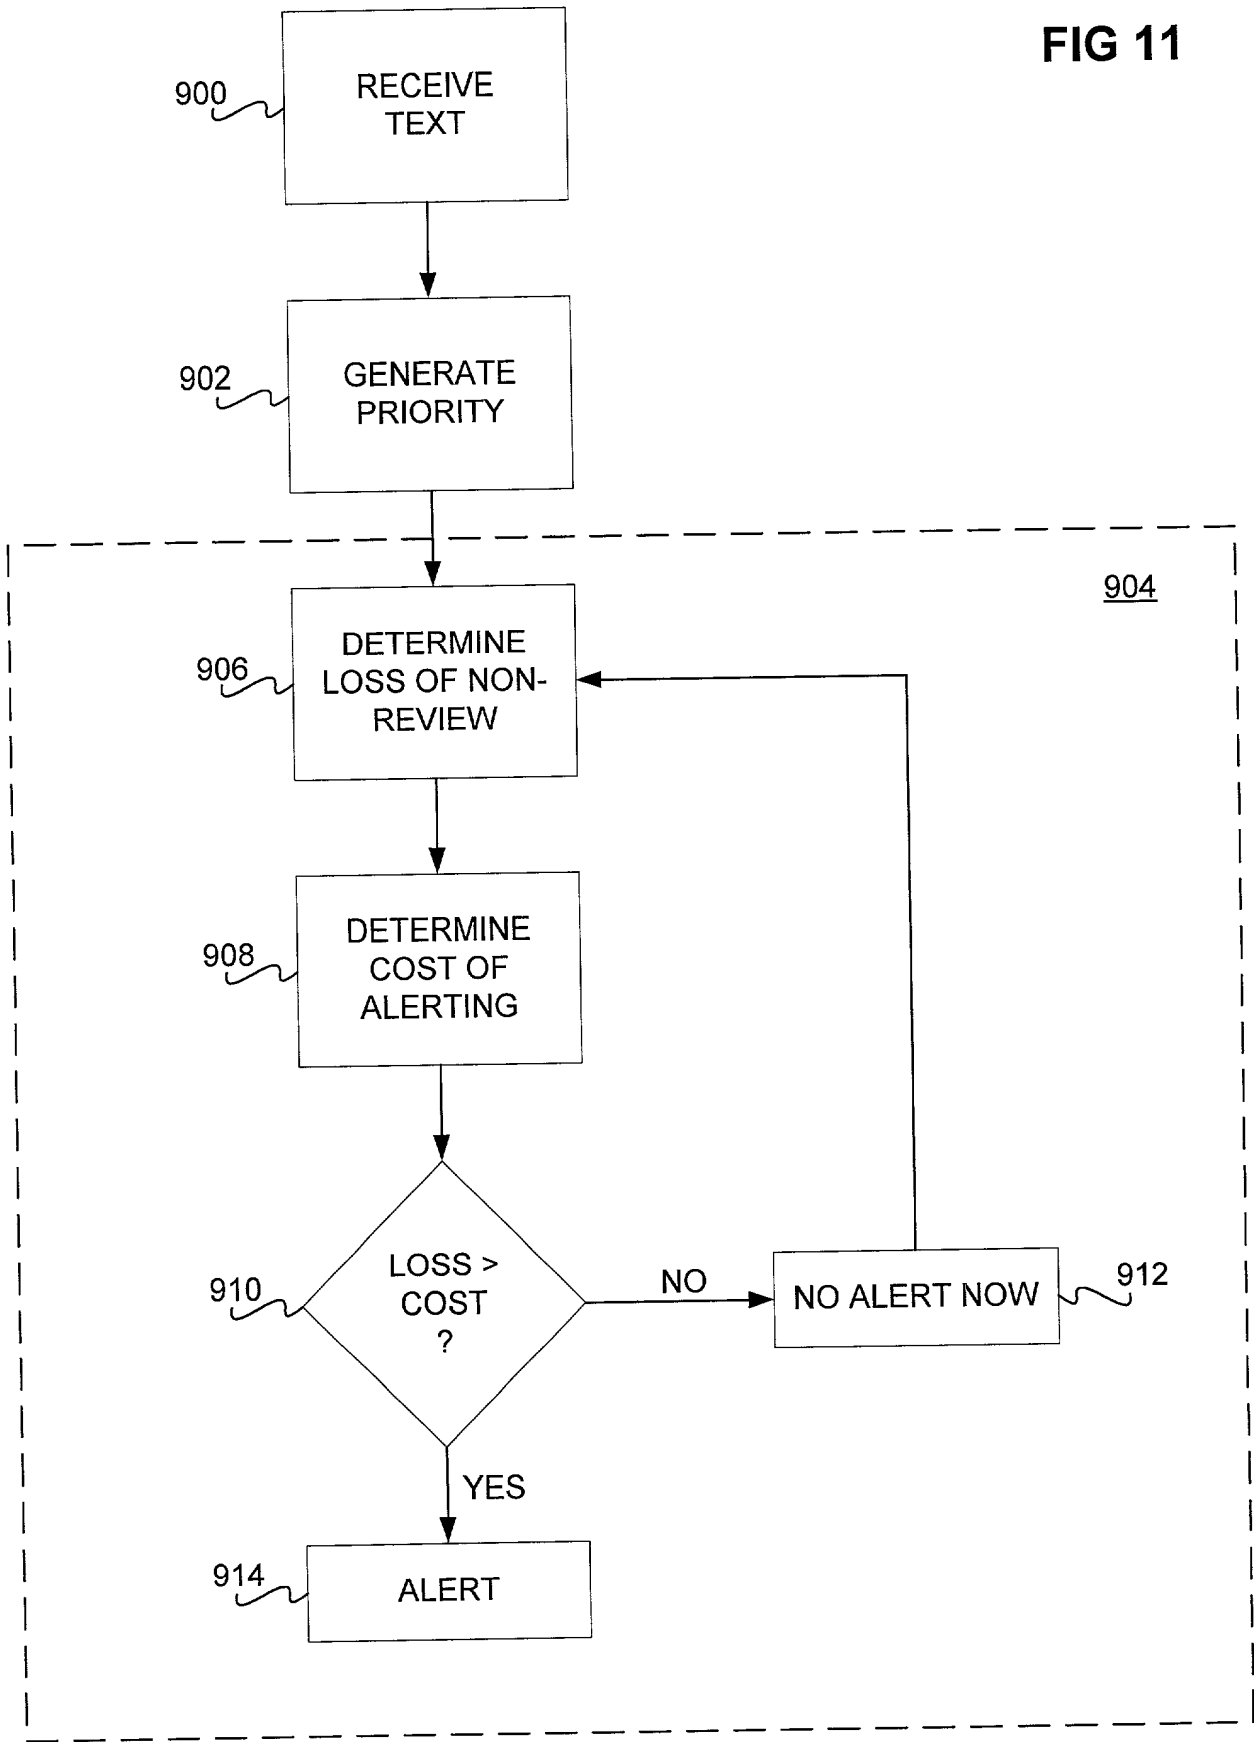 FIG 11
900
RECEIVE
TEXT
902
GENERATE
PRIORITY
904
906
DETERMINE
LOSS OF NON-
REVIEW
908
DETERMINE
COST OF
ALERTING
910
LOSS >
COST
?
NO
NO ALERT NOW
912
YES
914
ALERT